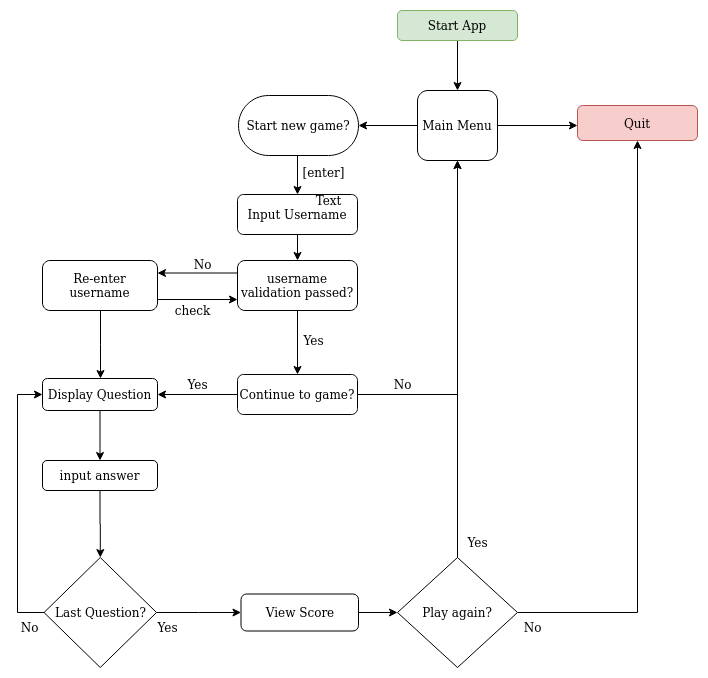 Start App
Main Menu
Quit
Start new game?
[enter]
Text
Input Username
No
Re-enter
username
username
validation passed?
check
Yes
Display Question
Yes
Continue to game?
No
input answer
Yes
Last Question?
View Score
Play again?
No
Yes
No